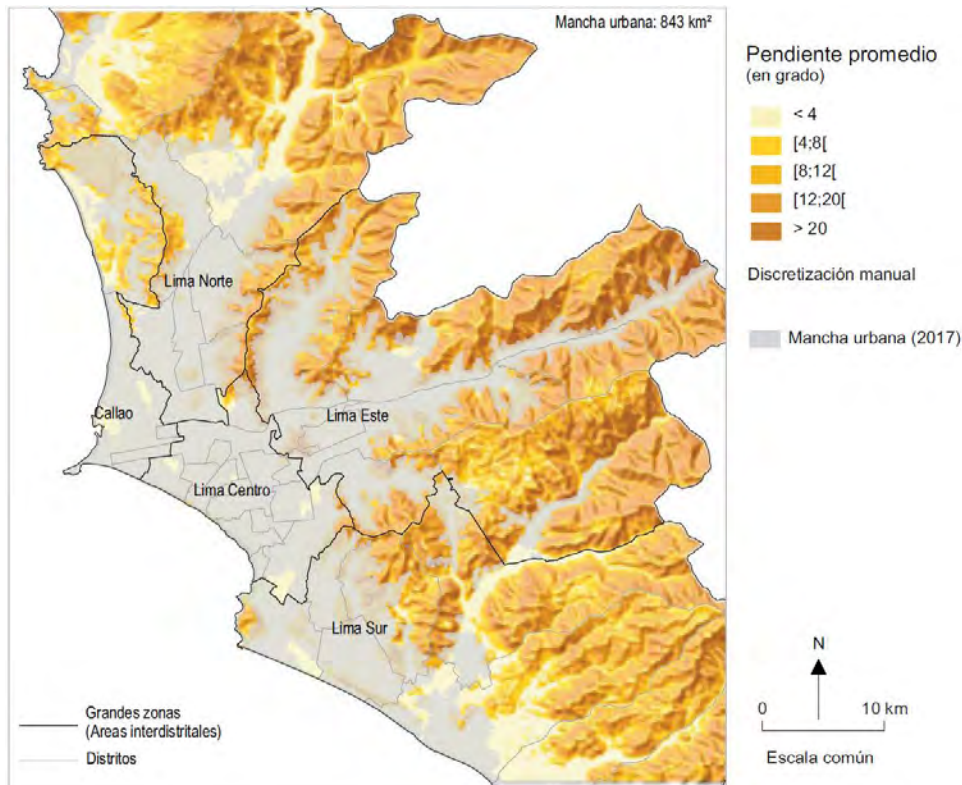 Mancha urbana: 843 km²
Pendiente promedio
(en grado)
< 4
[4;8[
[8;12[
[12;20[
> 20
Discretización manual
Mancha urbana (2017)
Lima Norte
Callao
Lima Este
Lima Centro
Lima Sur
Grandes zonas
(Areas interdistritales)
Distritos
N
0 10 km
Escala común